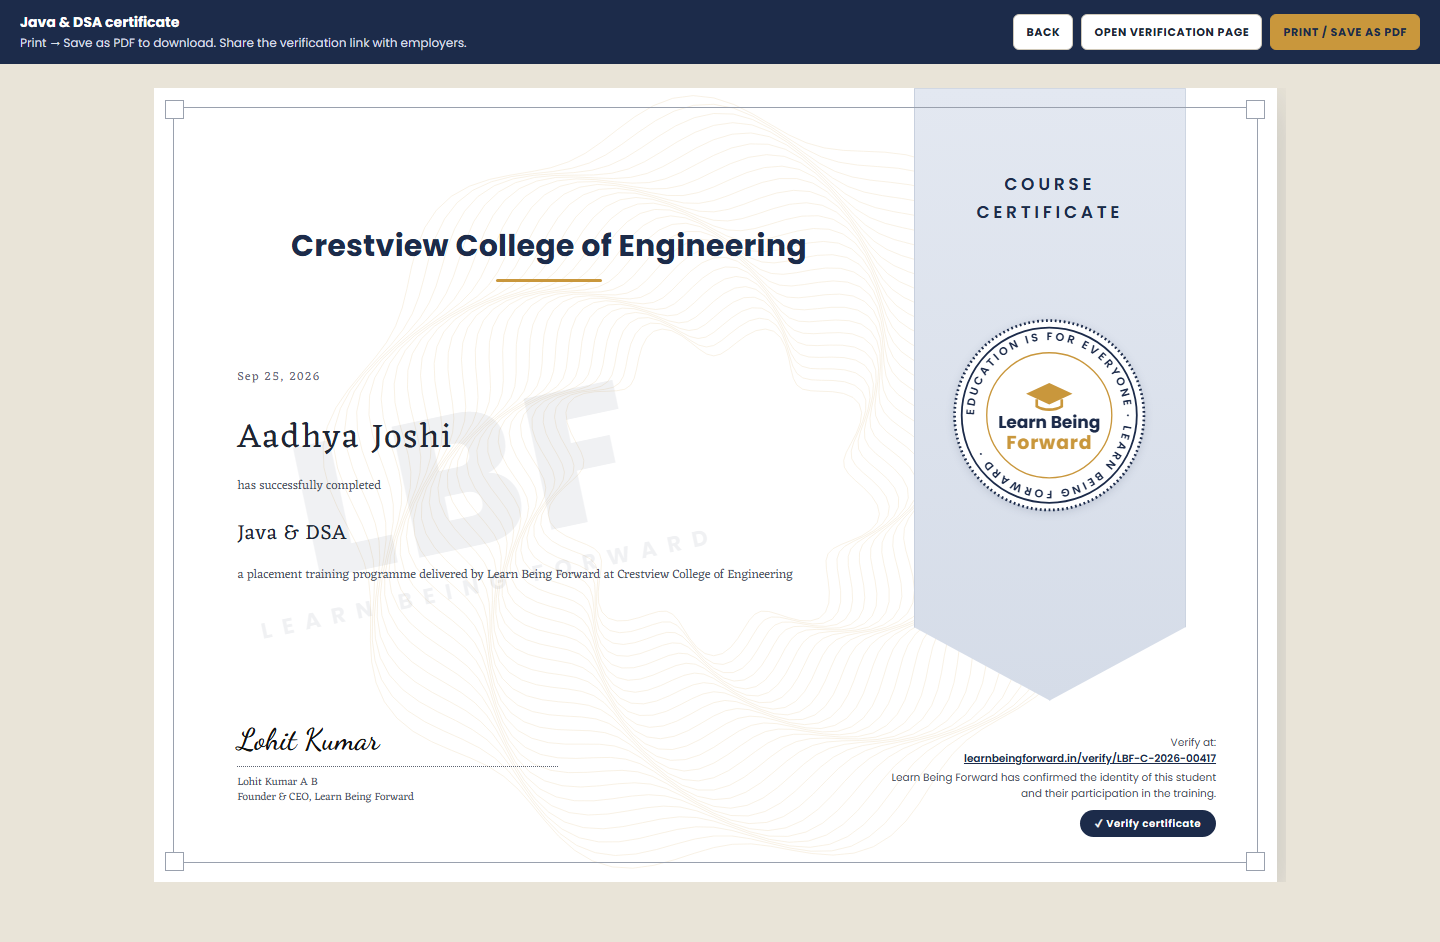 Java & DSA certificate
Print → Save as PDF to download. Share the verification link with employers.
BACK
OPEN VERIFICATION PAGE
PRINT / SAVE AS PDF
COURSE
CERTIFICATE
Crestview College of Engineering
EDUCATION IS FOR EVERYONE · LEARN BEING FORWARD ·
Learn Being
Forward
Sep 25, 2026
Aadhya Joshi
has successfully completed
Java & DSA
a placement training programme delivered by Learn Being Forward at Crestview College of Engineering
LBF
LEARN BEING FORWARD
Lohit Kumar
Lohit Kumar A B
Founder & CEO, Learn Being Forward
Verify at:
learnbeingforward.in/verify/LBF-C-2026-00417
Learn Being Forward has confirmed the identity of this student
and their participation in the training.
✓ Verify certificate